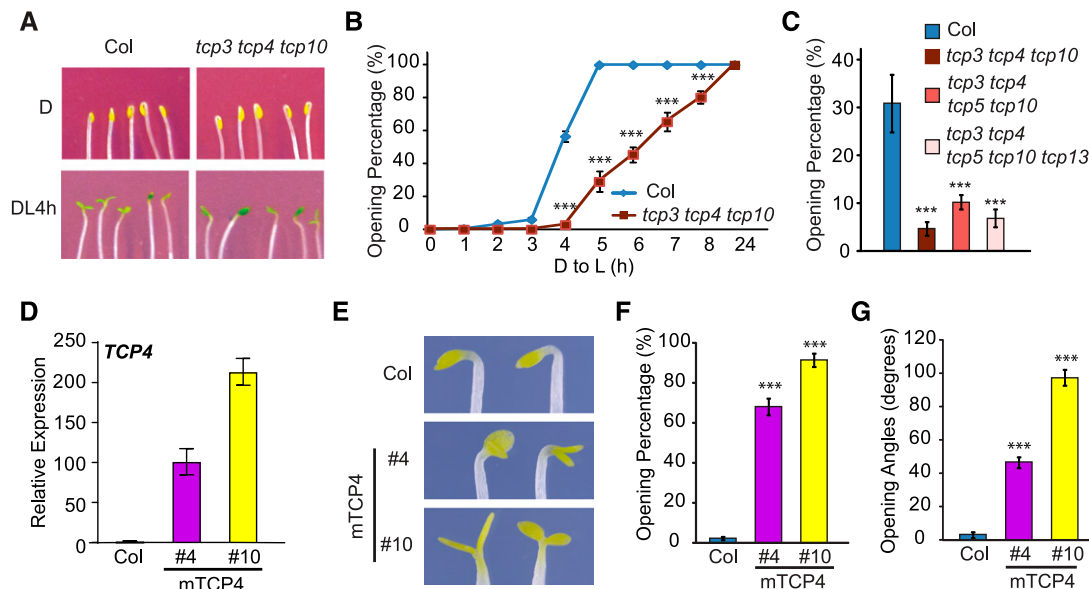 A
Col
tcp3 tcp4 tcp10
D
DL4h
B
Opening Percentage (%)
100
80
60
40
20
0
***
***
***
***
***
Col
tcp3 tcp4 tcp10
0 1 2 3 4 5 6 7 8 24
D to L (h)
C
Opening Percentage (%)
40
30
20
10
0
***
***
***
Col
tcp3 tcp4 tcp10
tcp3 tcp4
tcp5 tcp10
tcp3 tcp4
tcp5 tcp10 tcp13
D
TCP4
Relative Expression
250
200
150
100
50
0
Col #4 #10
mTCP4
E
Col
#4
mTCP4
#10
F
Opening Percentage (%)
100
80
60
40
20
0
***
***
Col #4 #10
mTCP4
G
Opening Angles (degrees)
120
100
80
60
40
20
0
***
***
Col #4 #10
mTCP4